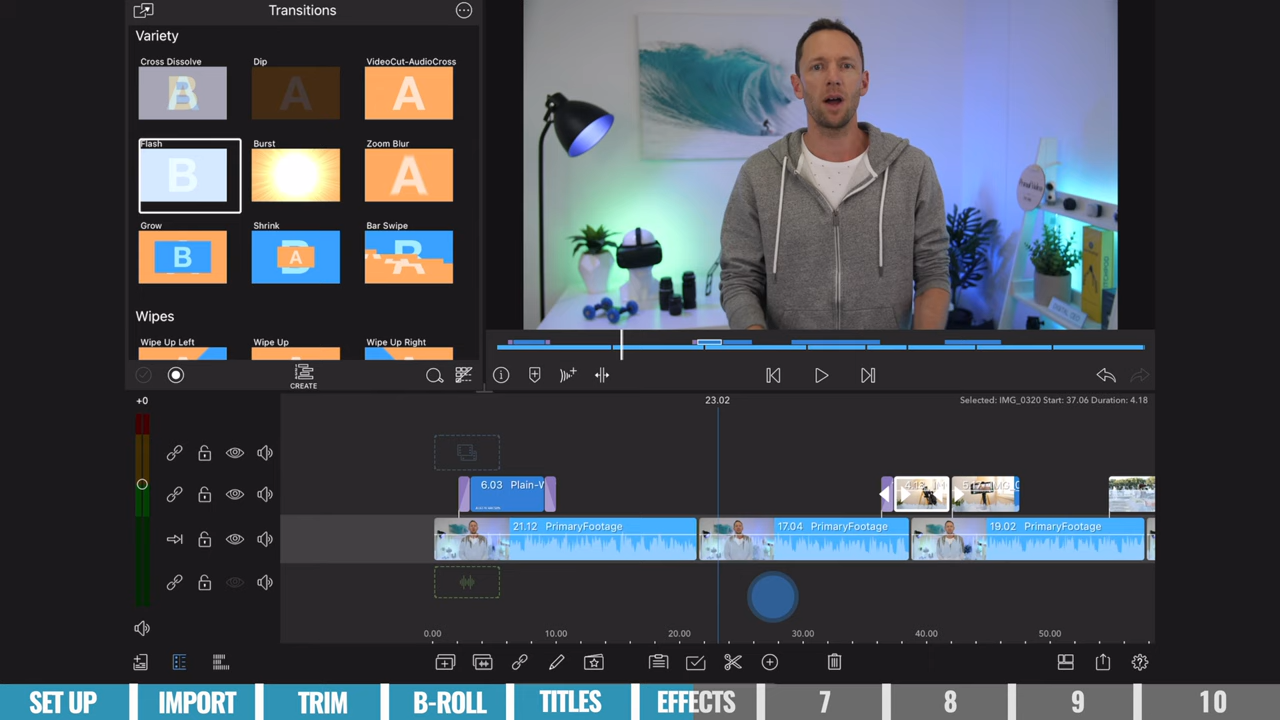 Transitions
Variety
Cross Dissolve
Dip
VideoCut-AudioCross
B
A
A
Flash
Burst
Zoom Blur
B
A
Grow
Shrink
Bar Swipe
B
A
Wipes
Wipe Up Left
Wipe Up
Wipe Up Right
CREATE
+0
23.02
Selected: IMG_0320 Start: 37.06 Duration: 4.18
6.03 Plain-W
21.12 PrimaryFootage
17.04 PrimaryFootage
19.02 PrimaryFootage
0.00
10.00
20.00
30.00
40.00
50.00
SET UP
IMPORT
TRIM
B-ROLL
TITLES
EFFECTS
7
8
9
10